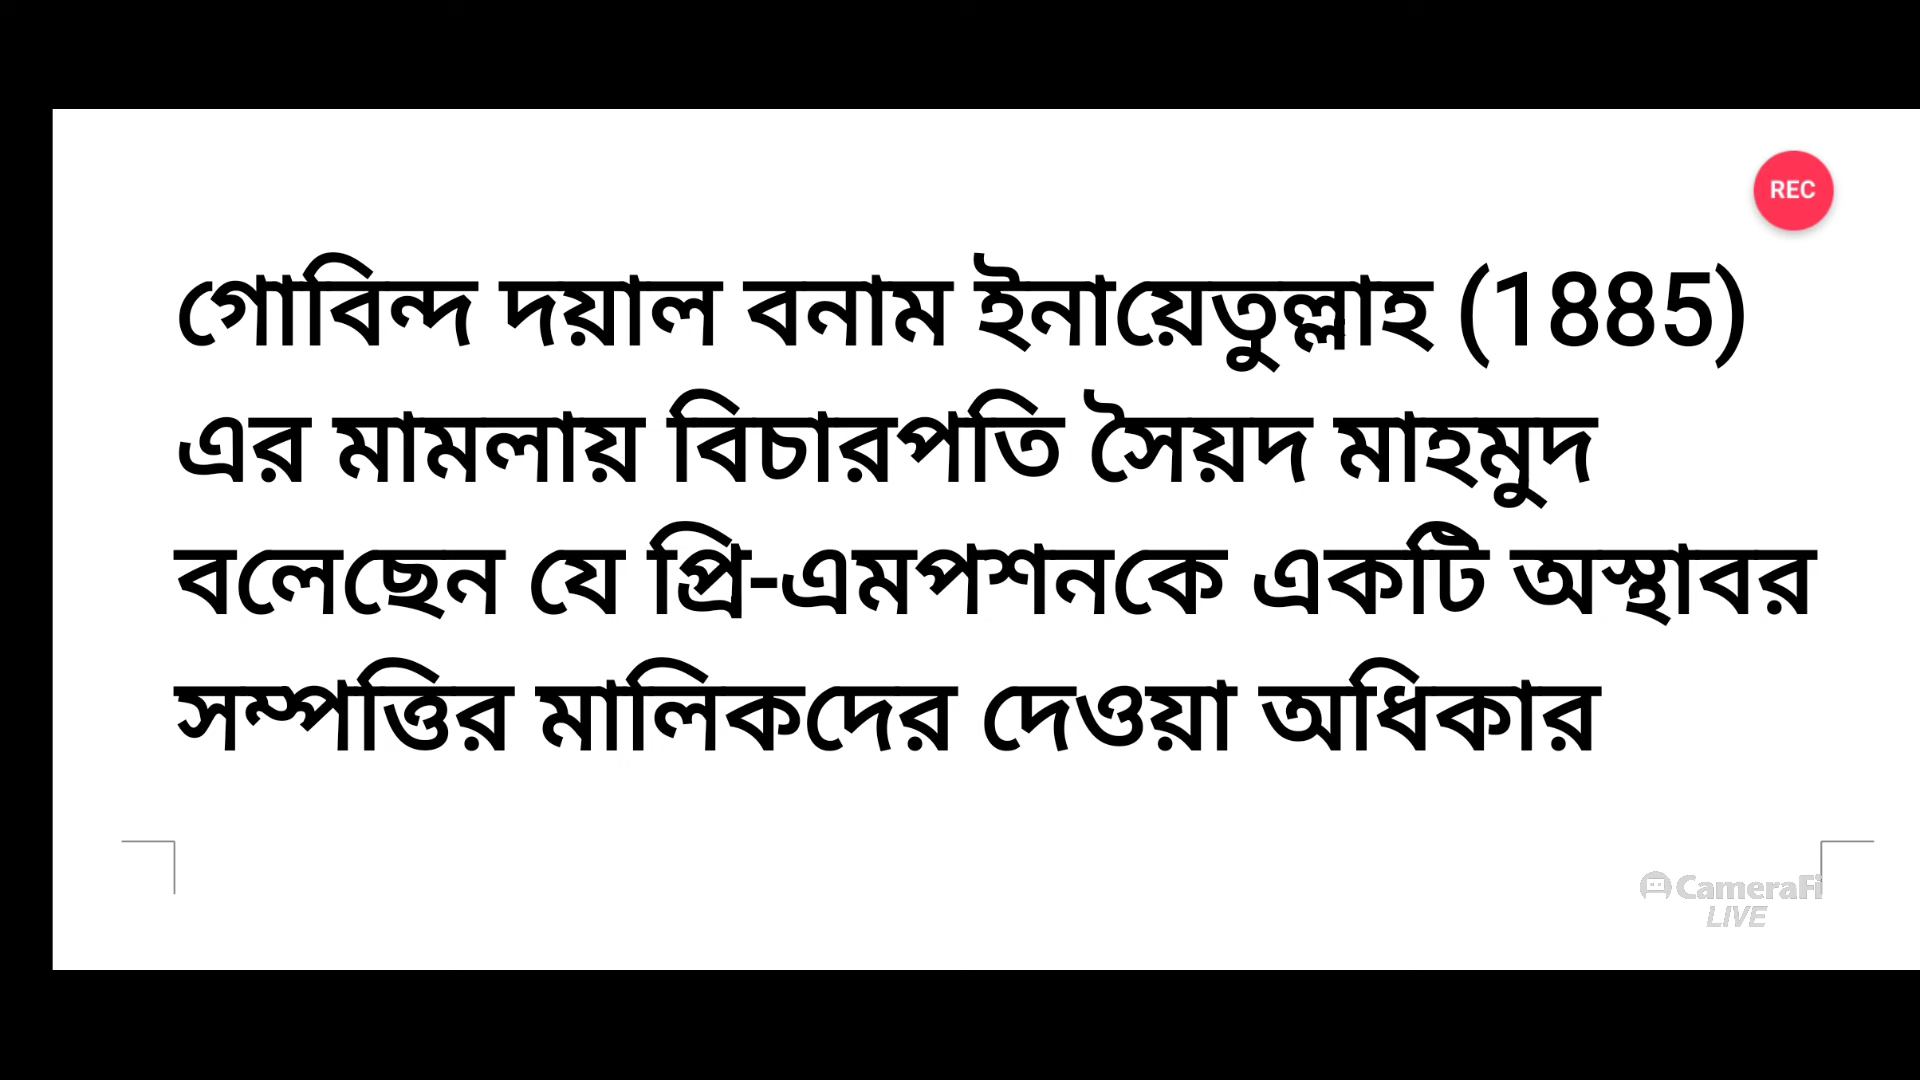 REC
গোবিন্দ দয়াল বনাম ইনায়েতুল্লাহ (1885)
এর মামলায় বিচারপতি সৈয়দ মাহমুদ
বলেছেন যে প্রি-এমপশনকে একটি অস্থাবর
সম্পত্তির মালিকদের দেওয়া অধিকার
CameraFi
LIVE